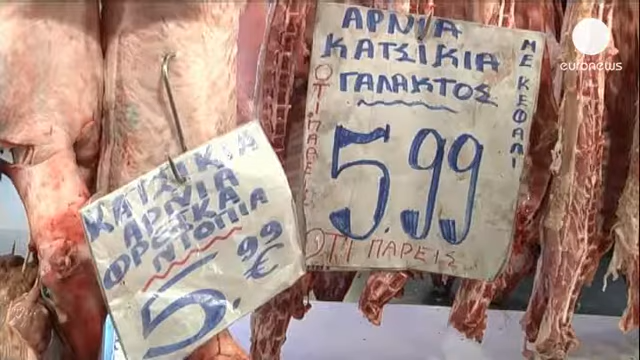 ΑΡΝΙΑ
ΚΑΤΣΙΚΙΑ
ΓΑΛΑΚΤΟΣ
5.99
ΟΤΙ ΠΑΡΕΙΣ
ΟΤΙ ΠΑΡΕΙΣ
ΜΕ ΚΕΦΑΛΙ
ΚΑΤΣΙΚΙΑ
ΑΡΝΙΑ
ΦΡΕΣΚΑ
ΝΤΟΠΙΑ
5.99 €
euronews